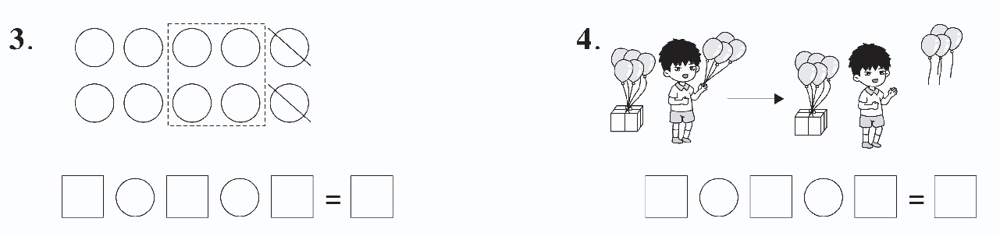 3.
4.
=
=